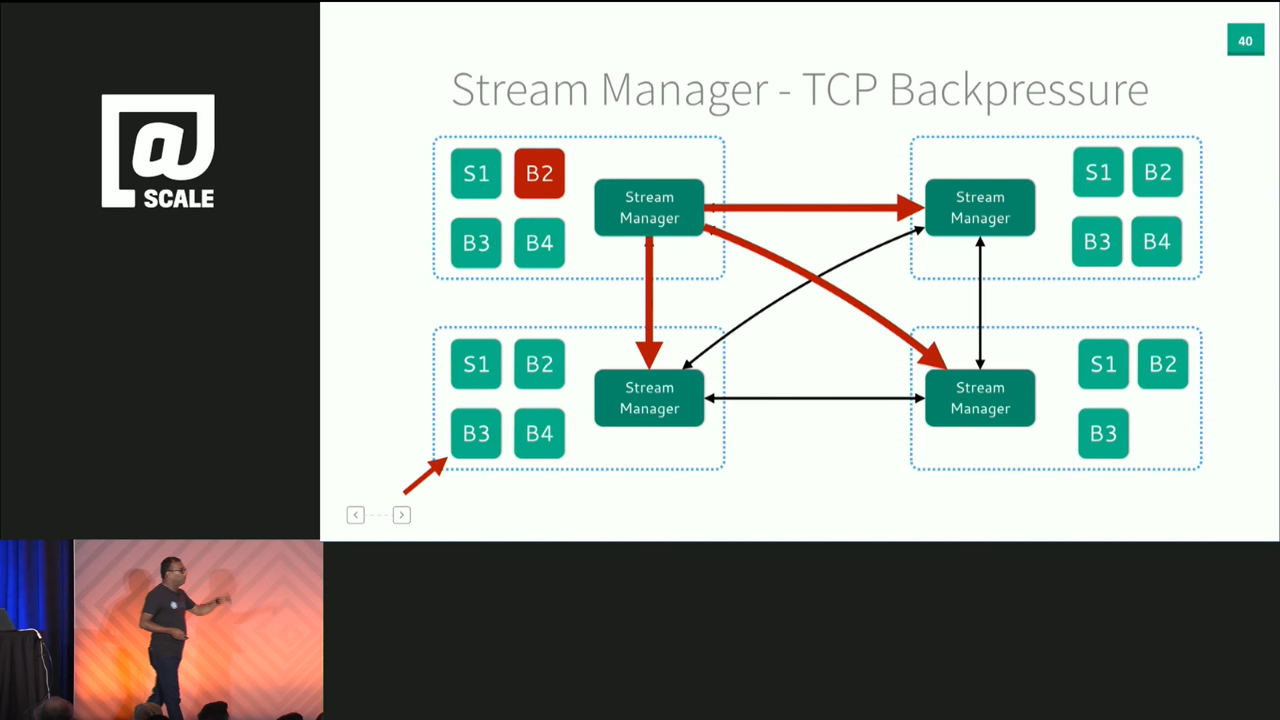 @
SCALE
40
Stream Manager - TCP Backpressure
S1 B2
B3 B4
Stream
Manager
Stream
Manager
S1 B2
B3 B4
S1 B2
B3 B4
Stream
Manager
Stream
Manager
S1 B2
B3